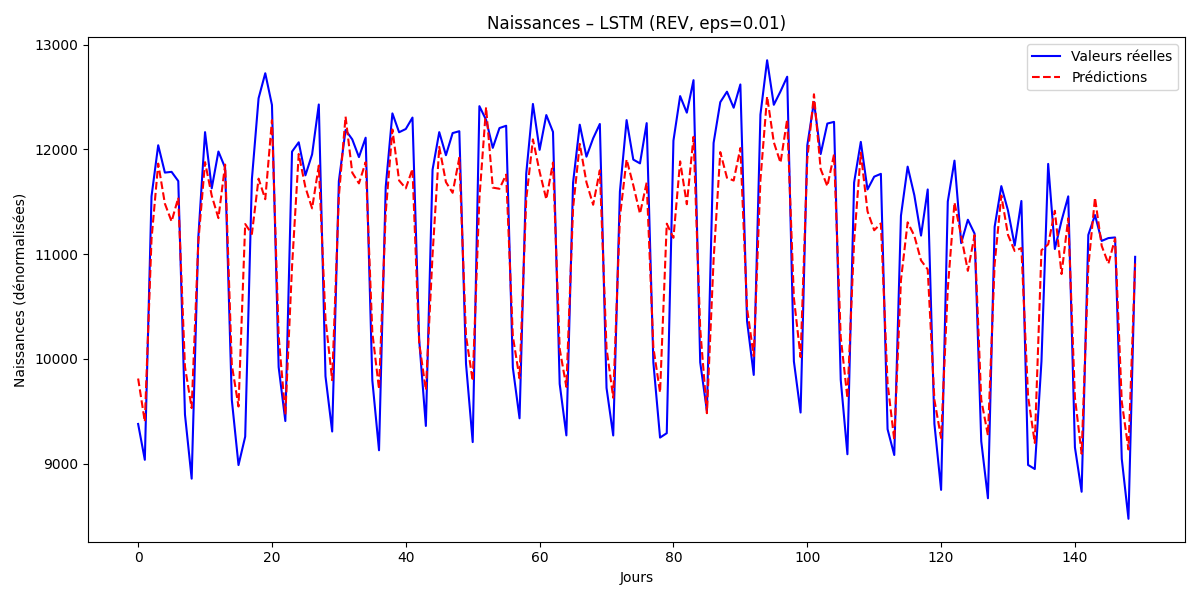 Naissances – LSTM (REV, eps=0.01)
Valeurs réelles
Prédictions
Naissances (dénormalisées)
13000
12000
11000
10000
9000
0 20 40 60 80 100 120 140
Jours